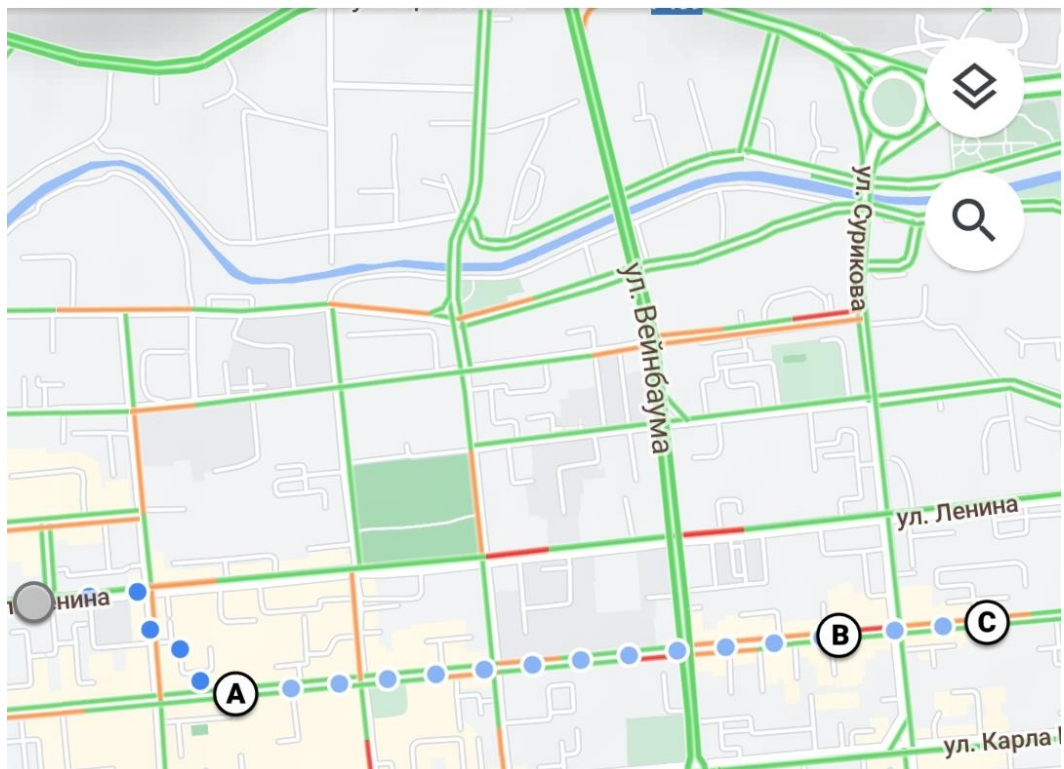 ул. Сурикова
ул. Вейнбаума
ул. Ленина
енина
A
B
C
ул. Карла